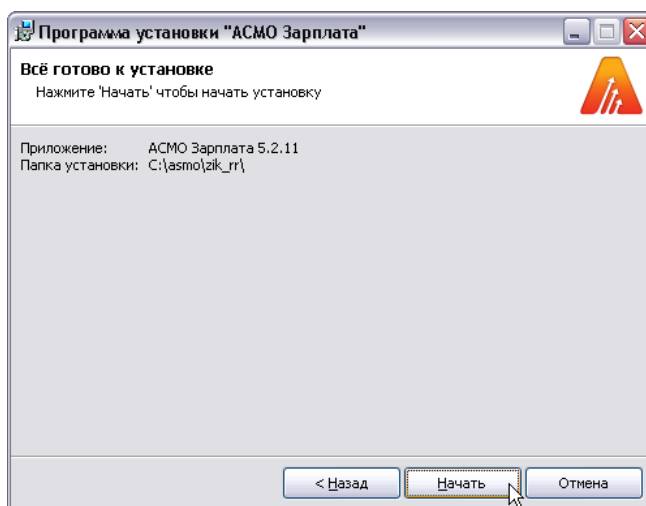 Программа установки "АСМО Зарплата"
Всё готово к установке
Нажмите 'Начать' чтобы начать установку
Приложение: АСМО Зарплата 5.2.11
Папка установки: C:\asmo\zik_rr\
< Назад Начать Отмена